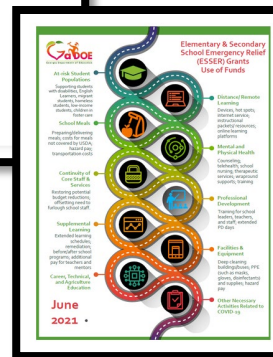 GaDOE
Georgia Department of Education
Elementary & Secondary
School Emergency Relief
(ESSER) Grants
Use of Funds
At-risk Student
Populations
Supporting students
with disabilities, English
Learners, migrant
students, homeless
students, low-income
students, children in
foster care
Distance/Remote
Learning
Devices, hot spots,
internet service,
instructional
packets/resources,
online learning
platforms
School Meals
Preparing/delivering
meals, costs for meals
not covered by USDA,
hazard pay,
transportation costs
Mental and
Physical Health
Counseling,
telehealth, school
nursing, therapeutic
services, wraparound
supports, training
Continuity of
Core Staff &
Services
Restoring potential
budget reductions,
offsetting need to
furlough school staff
Professional
Development
Training for school
leaders, teachers,
and staff; extended
PD days
Supplemental
Learning
Extended learning
schedules,
remediation,
before/after school
programs, additional
pay for teachers and
mentors
Facilities &
Equipment
Deep cleaning
buildings/buses, PPE
(such as masks,
gloves, disinfectants)
and supplies, hazard
pay
Career, Technical,
and Agriculture
Education
Other Necessary
Activities Related to
COVID-19
June
2021